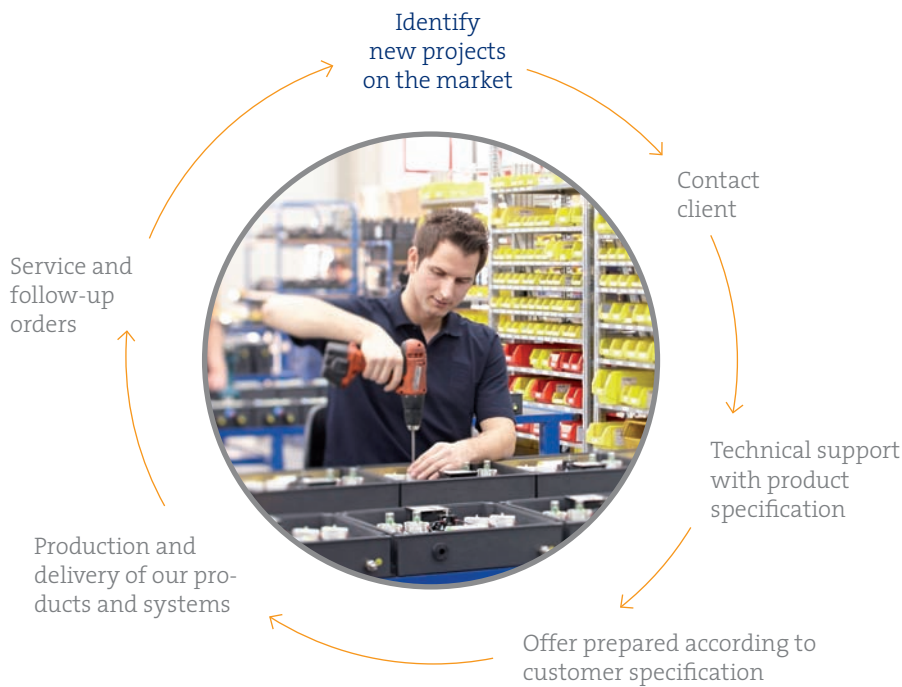 Identify
new projects
on the market
Contact
client
Technical support
with product
specification
Offer prepared according to
customer specification
Production and
delivery of our pro-
ducts and systems
Service and
follow-up
orders